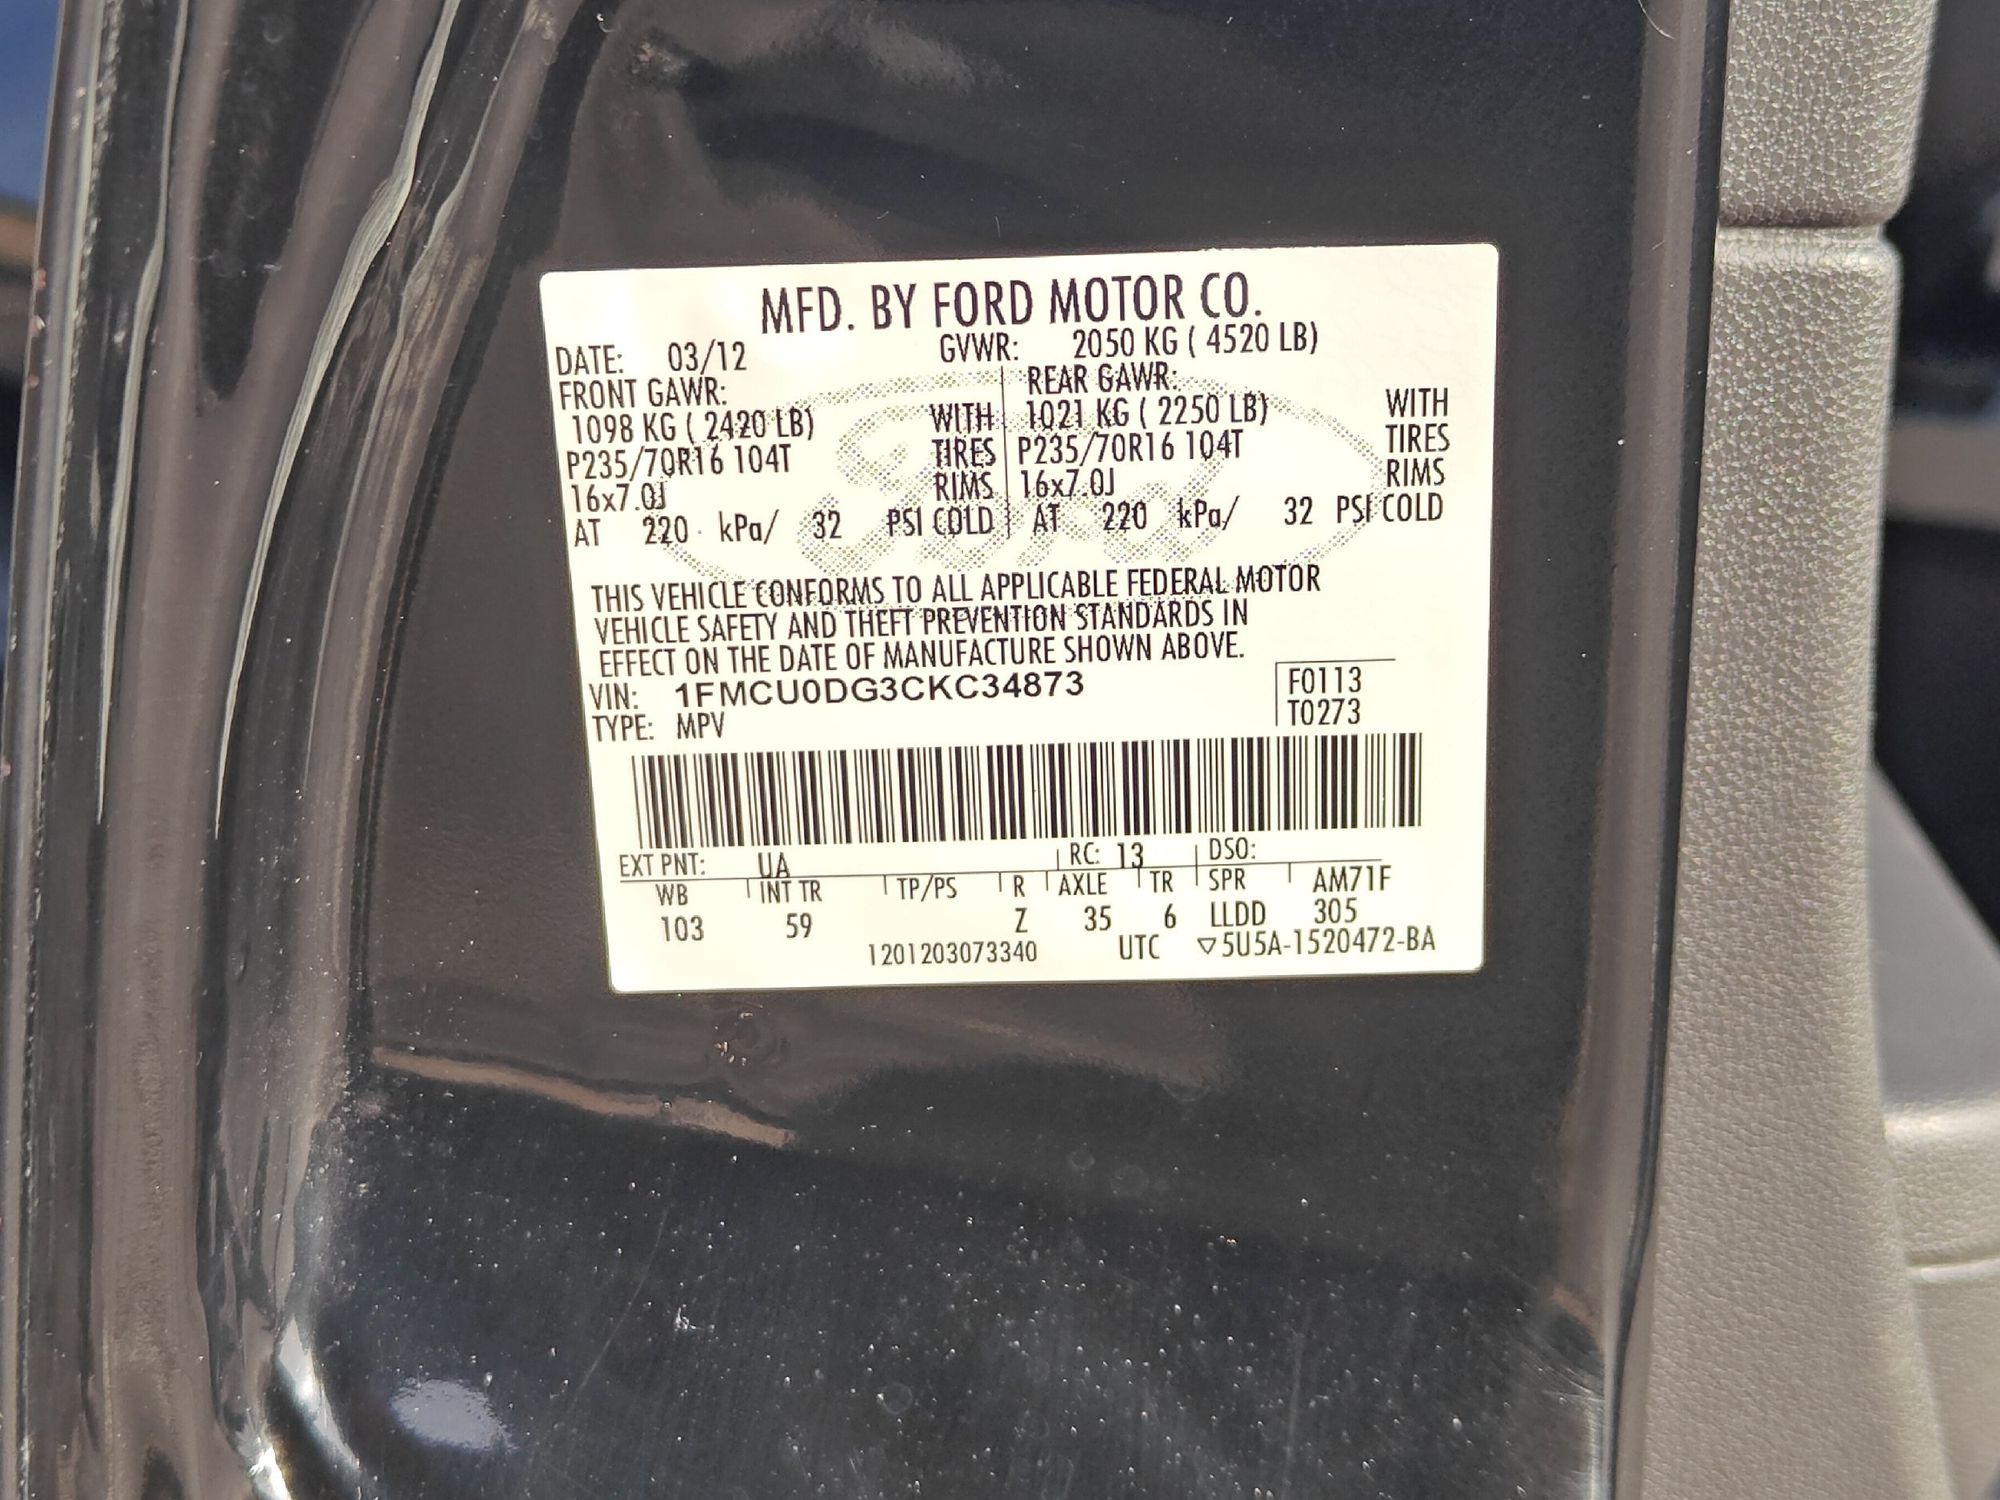 MFD. BY FORD MOTOR CO.
DATE: 03/12 GVWR: 2050 KG ( 4520 LB)
FRONT GAWR: REAR GAWR:
1098 KG ( 2420 LB) WITH 1021 KG ( 2250 LB) WITH
P235/70R16 104T TIRES P235/70R16 104T TIRES
16x7.0J RIMS 16x7.0J RIMS
AT 220 kPa/ 32 PSI COLD AT 220 kPa/ 32 PSI COLD
Ford
THIS VEHICLE CONFORMS TO ALL APPLICABLE FEDERAL MOTOR
VEHICLE SAFETY AND THEFT PREVENTION STANDARDS IN
EFFECT ON THE DATE OF MANUFACTURE SHOWN ABOVE.
VIN: 1FMCU0DG3CKC34873 F0113
TYPE: MPV T0273
EXT PNT: UA RC: 13 DSO:
WB INT TR TP/PS R AXLE TR SPR AM71F
103 59 Z 35 6 LLDD 305
1201203073340 UTC ▽5U5A-1520472-BA